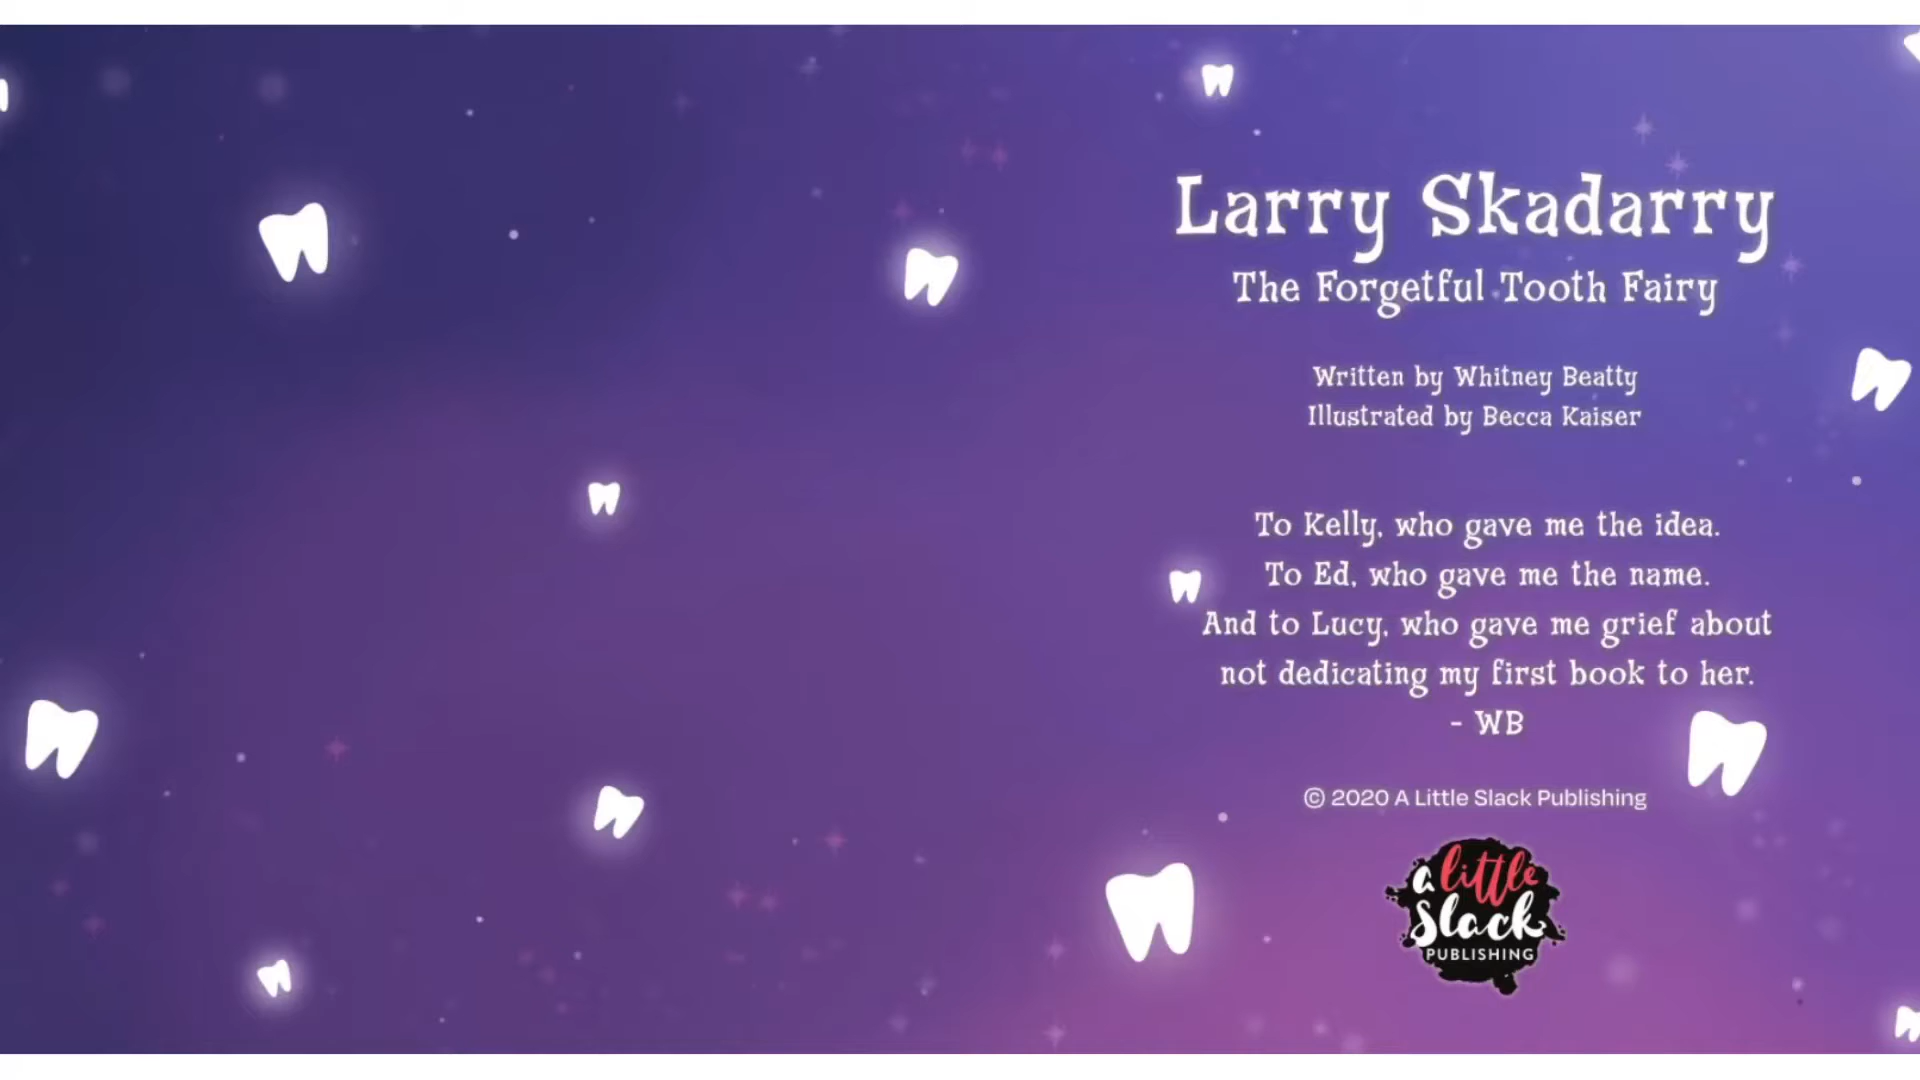 Larry Skadarry
The Forgetful Tooth Fairy
Written by Whitney Beatty
Illustrated by Becca Kaiser
To Kelly, who gave me the idea.
To Ed, who gave me the name.
And to Lucy, who gave me grief about
not dedicating my first book to her.
- WB
© 2020 A Little Slack Publishing
a little
Slack
PUBLISHING